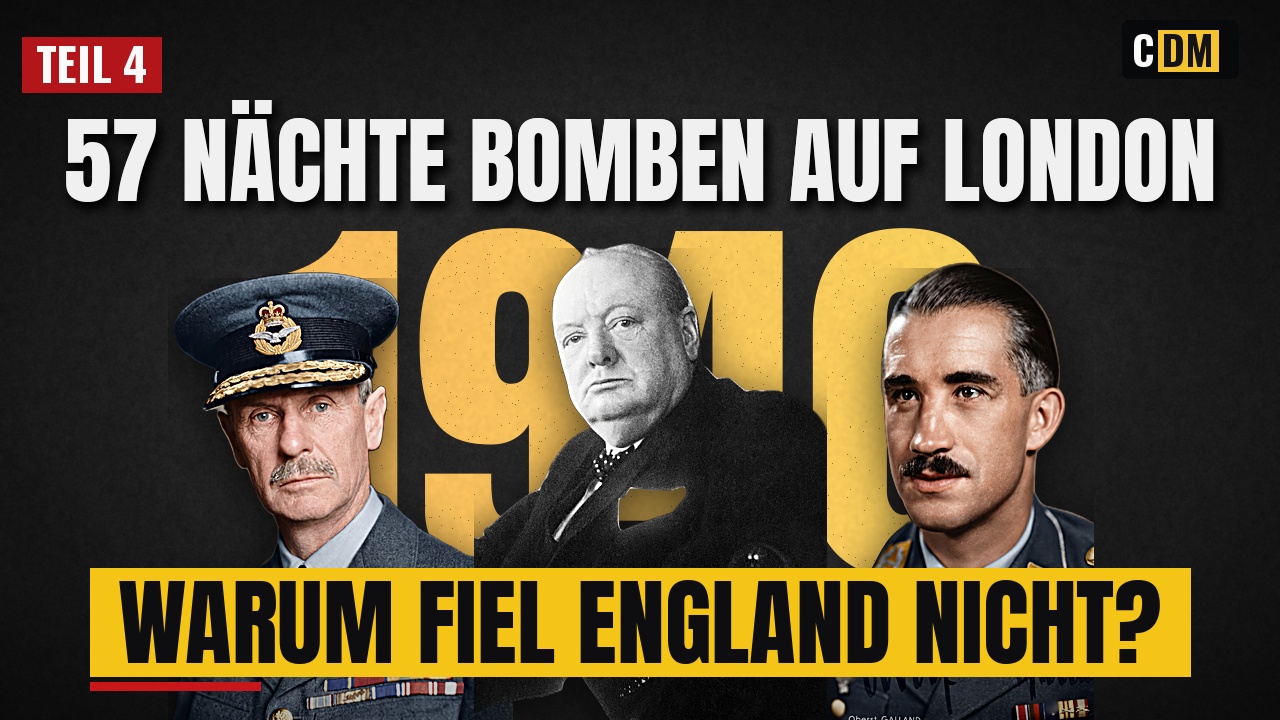 TEIL 4
CDM
57 NÄCHTE BOMBEN AUF LONDON
1940
WARUM FIEL ENGLAND NICHT?
Oberst GALLAND